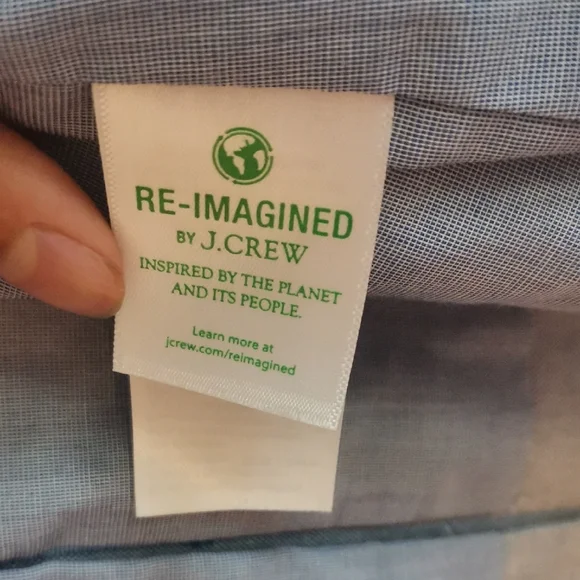 RE-IMAGINED
BY J.CREW
INSPIRED BY THE PLANET
AND ITS PEOPLE.
Learn more at
jcrew.com/reimagined